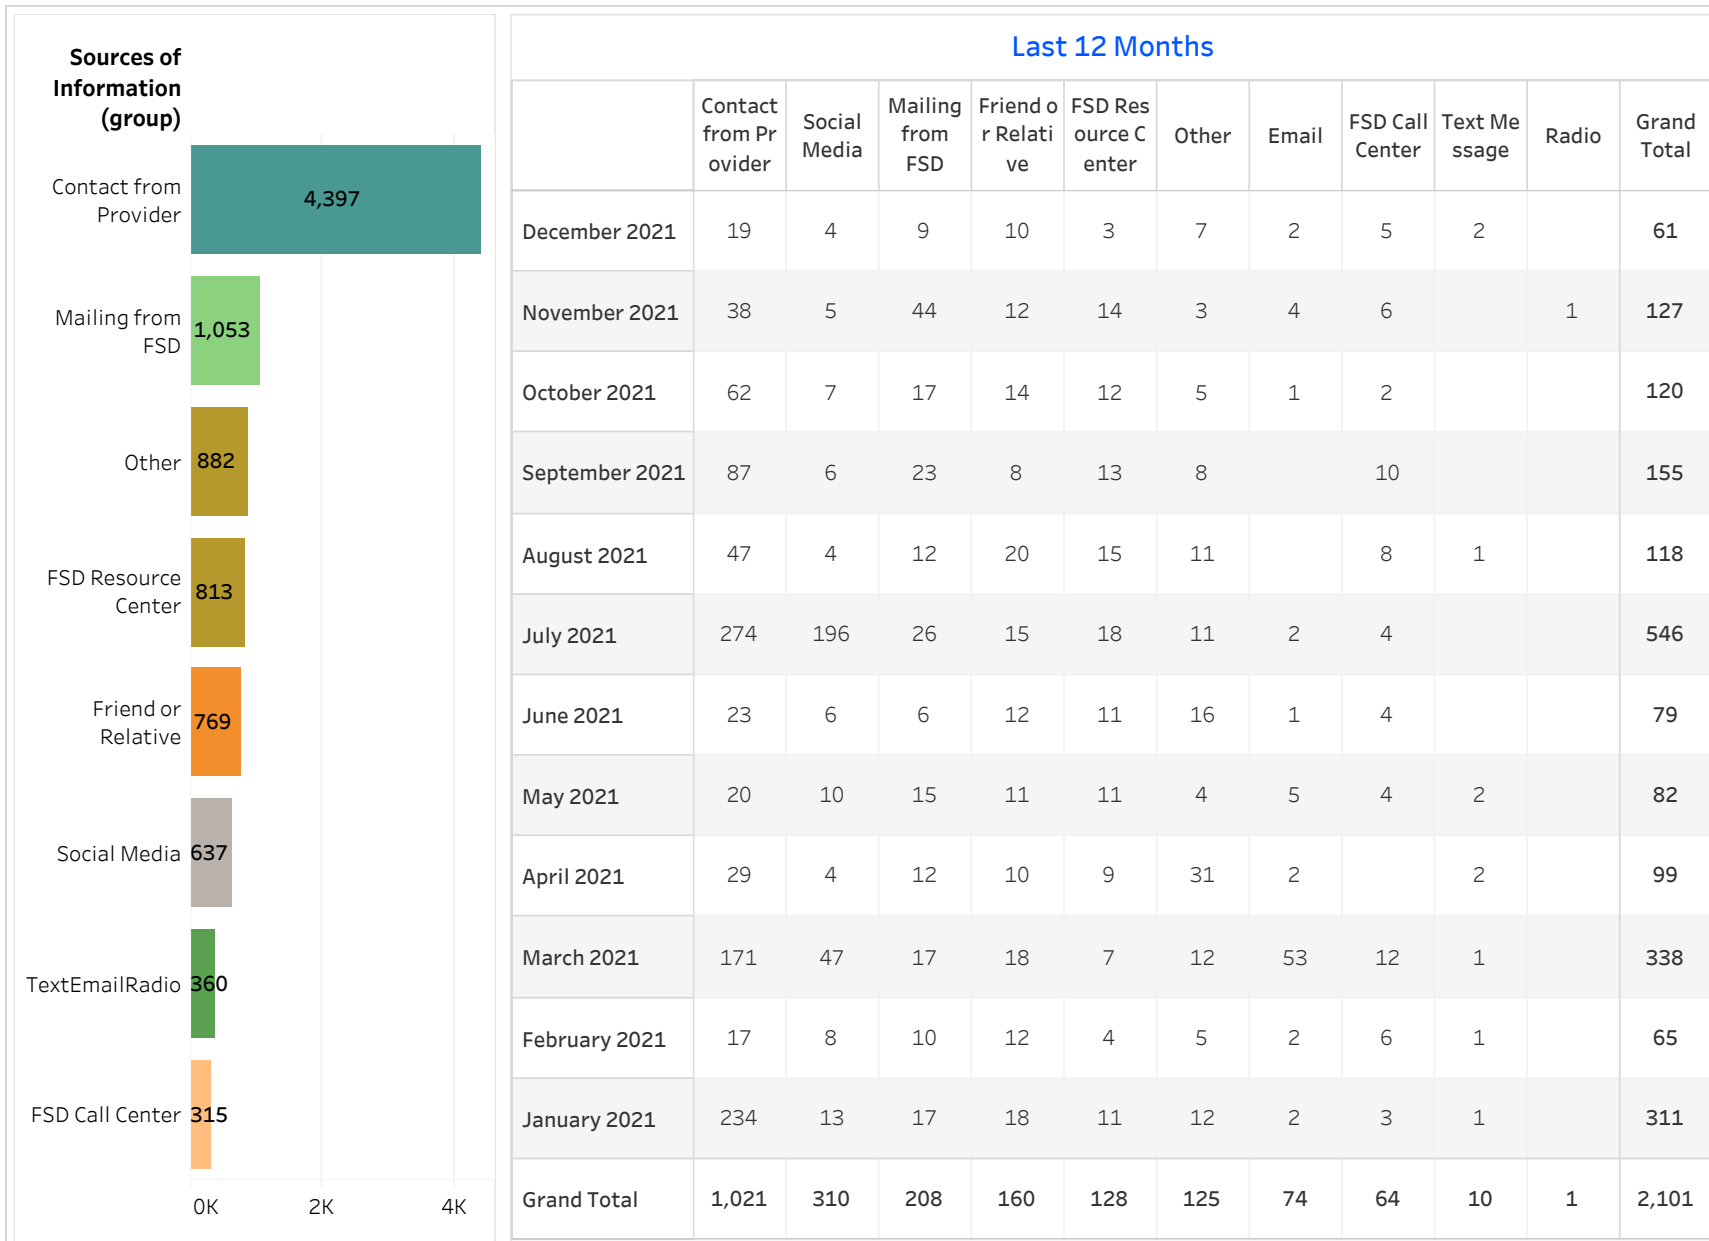 Sources of
Information
(group)
Contact from
Provider
4,397
Mailing from
FSD
1,053
Other
882
FSD Resource
Center
813
Friend or
Relative
769
Social Media
637
TextEmailRadio
360
FSD Call Center
315
0K 2K 4K
Last 12 Months
Contact
from Pr
ovider
Social
Media
Mailing
from
FSD
Friend o
r Relati
ve
FSD Res
ource C
enter
Other
Email
FSD Call
Center
Text Me
ssage
Radio
Grand
Total
December 2021 19 4 9 10 3 7 2 5 2 61
November 2021 38 5 44 12 14 3 4 6 1 127
October 2021 62 7 17 14 12 5 1 2 120
September 2021 87 6 23 8 13 8 10 155
August 2021 47 4 12 20 15 11 8 1 118
July 2021 274 196 26 15 18 11 2 4 546
June 2021 23 6 6 12 11 16 1 4 79
May 2021 20 10 15 11 11 4 5 4 2 82
April 2021 29 4 12 10 9 31 2 2 99
March 2021 171 47 17 18 7 12 53 12 1 338
February 2021 17 8 10 12 4 5 2 6 1 65
January 2021 234 13 17 18 11 12 2 3 1 311
Grand Total 1,021 310 208 160 128 125 74 64 10 1 2,101